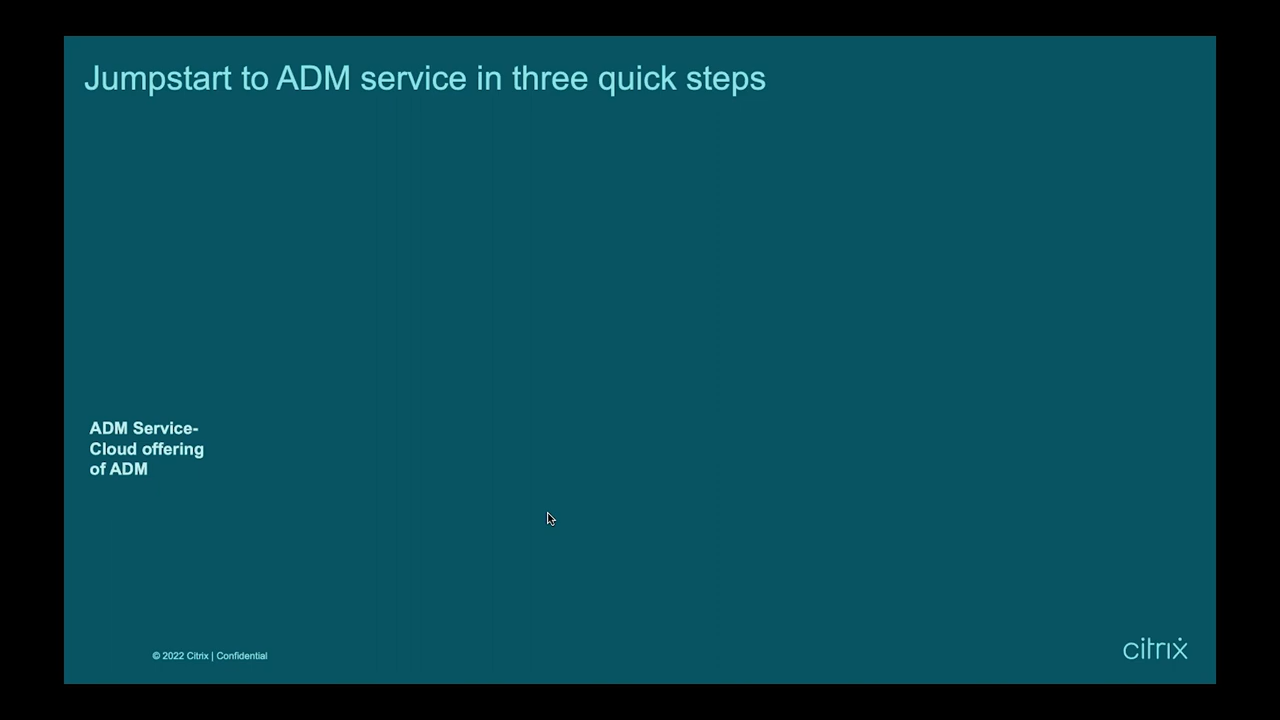 Jumpstart to ADM service in three quick steps
ADM Service-
Cloud offering
of ADM
© 2022 Citrix | Confidential
citrix